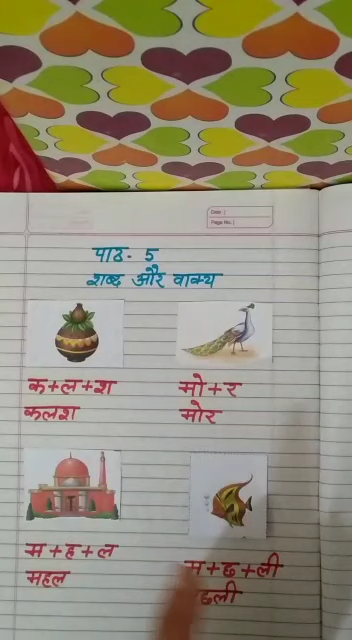 Date |
Page No. |
पाठ- 5
शब्द और वाक्य
क+ल+श
कलश
मो+र
मोर
म+ह+ल
महल
म+छ+ली